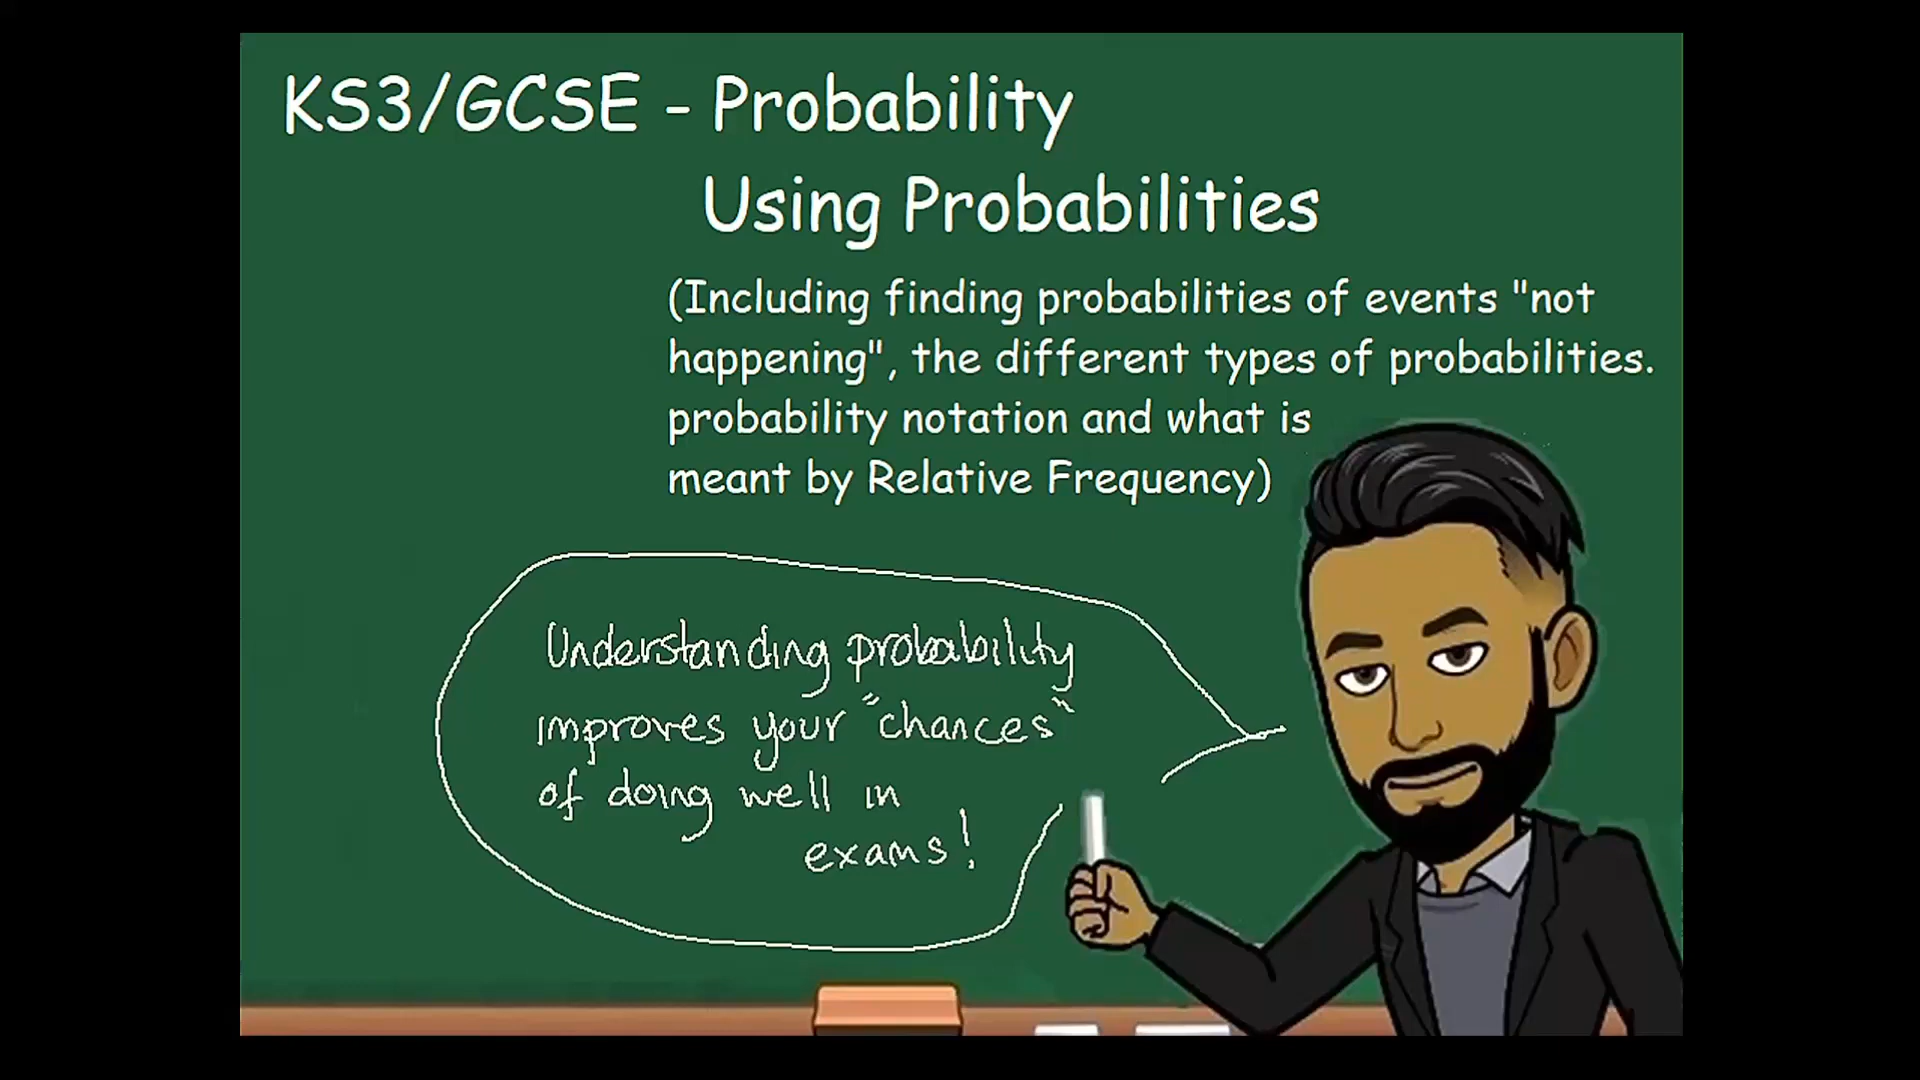 KS3/GCSE - Probability
Using Probabilities
(Including finding probabilities of events "not
happening", the different types of probabilities.
probability notation and what is
meant by Relative Frequency)
Understanding probability
improves your "chances"
of doing well in
exams!